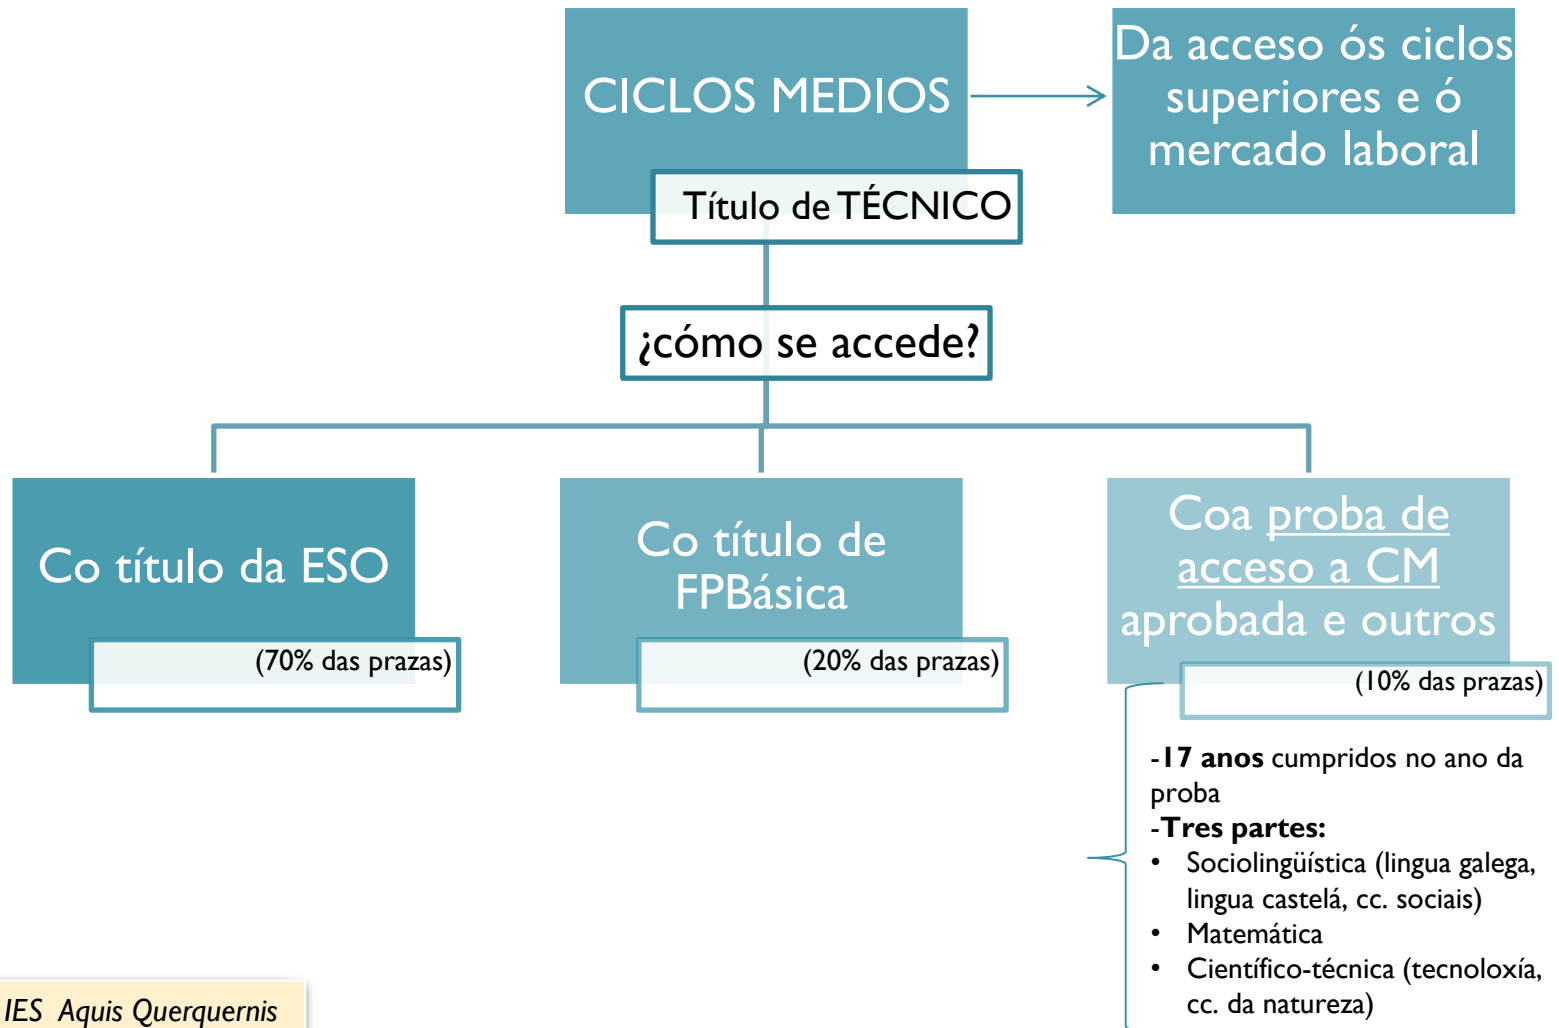 CICLOS MEDIOS
Título de TÉCNICO
Da acceso ós ciclos
superiores e ó
mercado laboral
¿cómo se accede?
Co título da ESO
(70% das prazas)
Co título de
FPBásica
(20% das prazas)
Coa proba de
acceso a CM
aprobada e outros
(10% das prazas)
-17 anos cumpridos no ano da
proba
-Tres partes:
• Sociolingüística (lingua galega,
lingua castelá, cc. sociais)
• Matemática
• Científico-técnica (tecnoloxía,
cc. da natureza)
IES Aquis Querquernis